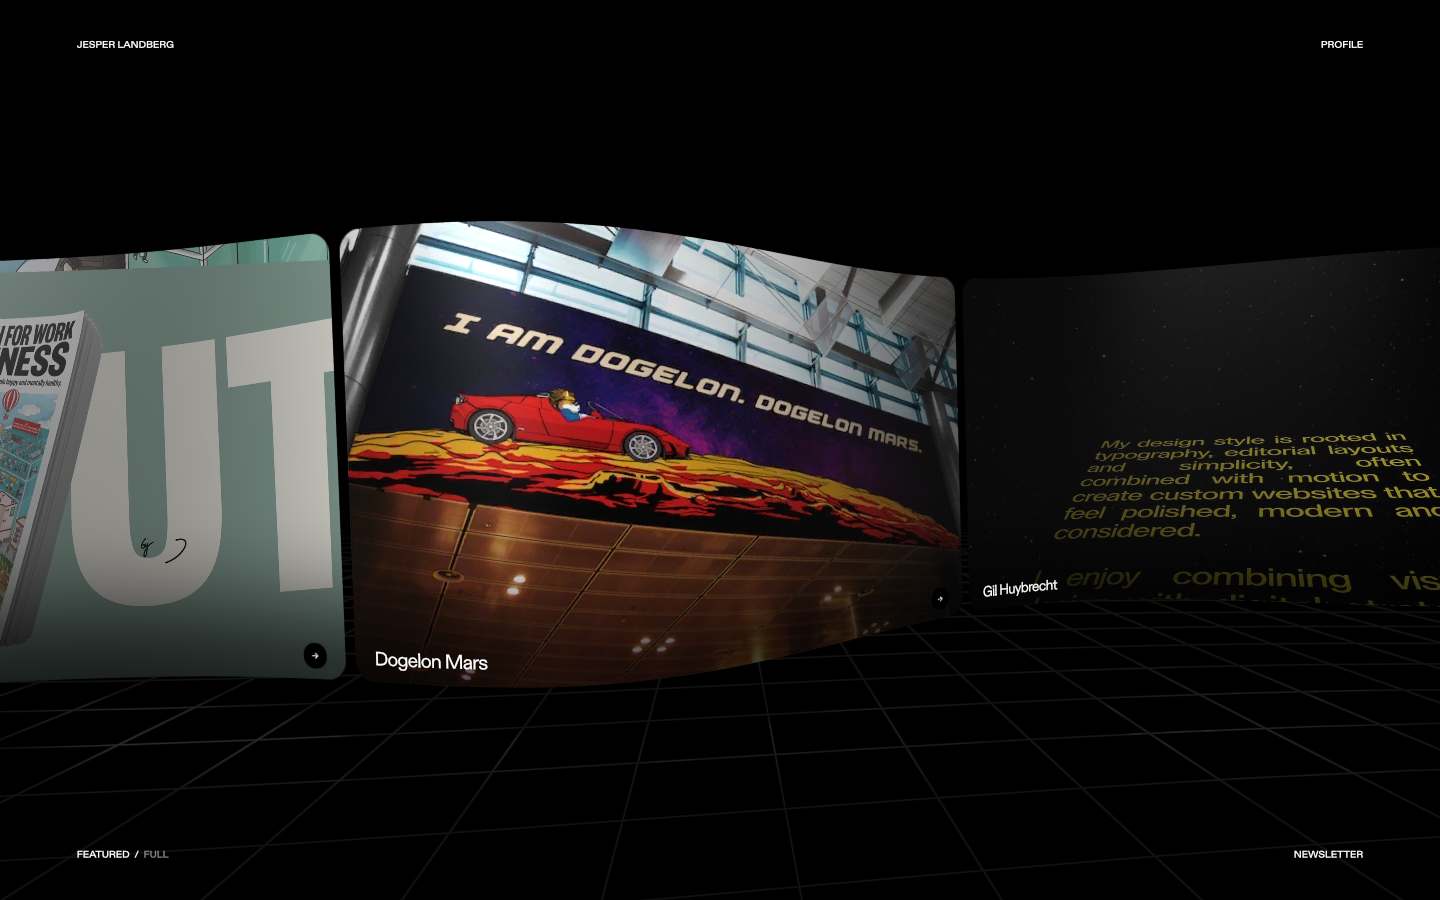 JESPER LANDBERG
PROFILE
FOR WORK
NESS
UT
by
I AM DOGELON. DOGELON MARS.
Dogelon Mars
My design style is rooted in
typography, editorial layouts
and simplicity, often
combined with motion to
create custom websites that
feel polished, modern and
considered.
I enjoy combining
Gil Huybrecht
FEATURED / FULL
NEWSLETTER